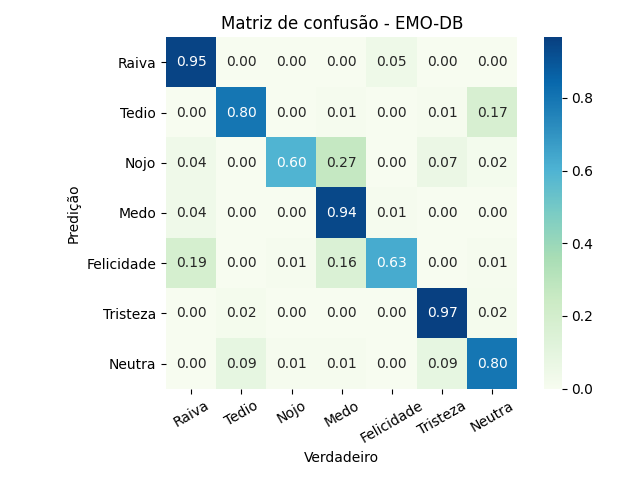 Matriz de confusão - EMO-DB
Predição
Raiva 0.95 0.00 0.00 0.00 0.05 0.00 0.00
Tedio 0.00 0.80 0.00 0.01 0.00 0.01 0.17
Nojo 0.04 0.00 0.60 0.27 0.00 0.07 0.02
Medo 0.04 0.00 0.00 0.94 0.01 0.00 0.00
Felicidade 0.19 0.00 0.01 0.16 0.63 0.00 0.01
Tristeza 0.00 0.02 0.00 0.00 0.00 0.97 0.02
Neutra 0.00 0.09 0.01 0.01 0.00 0.09 0.80
Raiva Tedio Nojo Medo Felicidade Tristeza Neutra
Verdadeiro
0.8
0.6
0.4
0.2
0.0